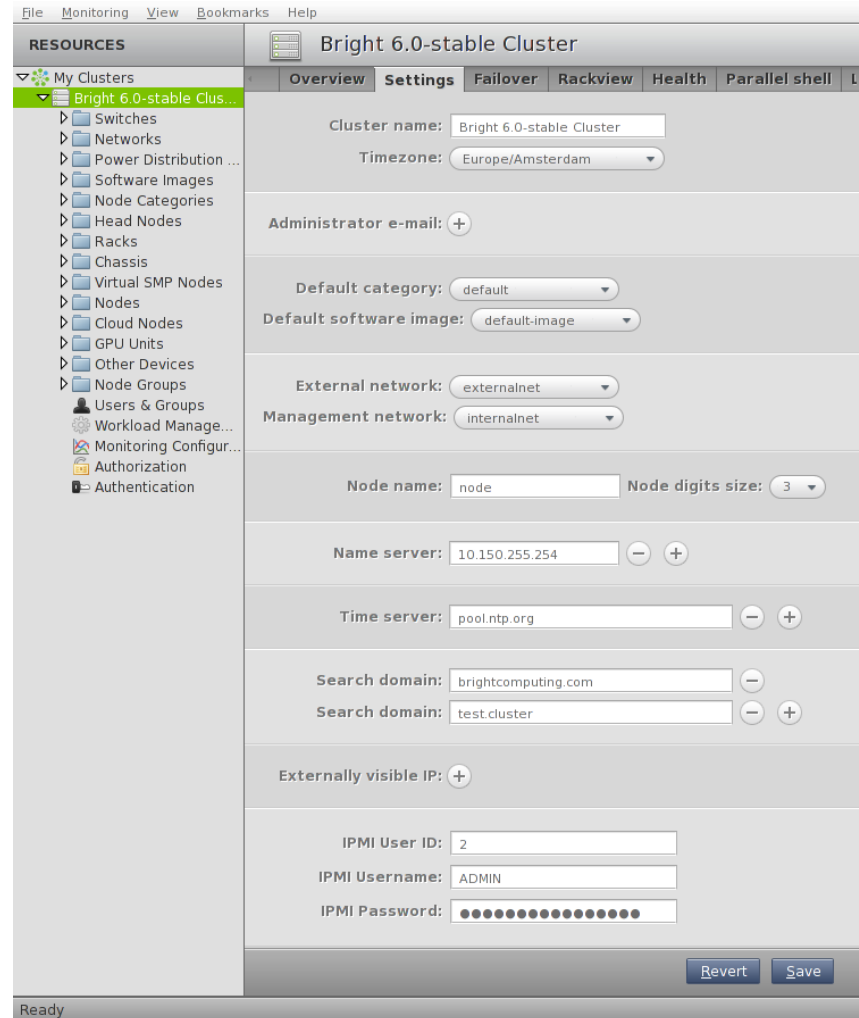 File Monitoring View Bookmarks Help
RESOURCES
Bright 6.0-stable Cluster
My Clusters
Bright 6.0-stable Clus...
Switches
Networks
Power Distribution ...
Software Images
Node Categories
Head Nodes
Racks
Chassis
Virtual SMP Nodes
Nodes
Cloud Nodes
GPU Units
Other Devices
Node Groups
Users & Groups
Workload Manage...
Monitoring Configur...
Authorization
Authentication
Overview Settings Failover Rackview Health Parallel shell
Cluster name: Bright 6.0-stable Cluster
Timezone: Europe/Amsterdam
Administrator e-mail:
Default category: default
Default software image: default-image
External network: externalnet
Management network: internalnet
Node name: node Node digits size: 3
Name server: 10.150.255.254
Time server: pool.ntp.org
Search domain: brightcomputing.com
Search domain: test.cluster
Externally visible IP:
IPMI User ID: 2
IPMI Username: ADMIN
IPMI Password: ●●●●●●●●●●●●●●●●
Revert Save
Ready